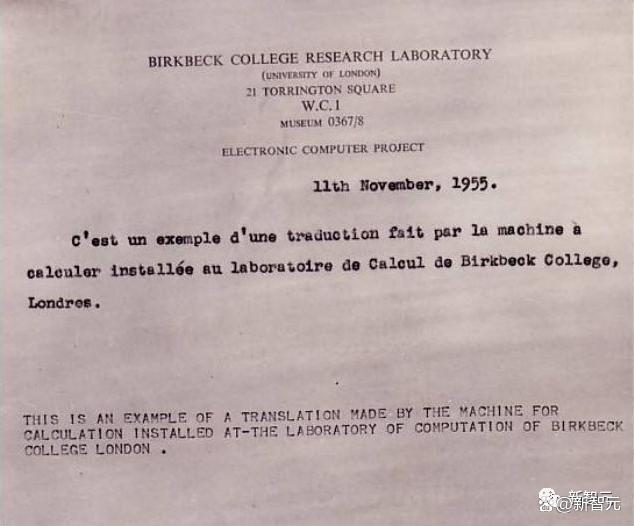 BIRKBECK COLLEGE RESEARCH LABORATORY
(UNIVERSITY OF LONDON)
21 TORRINGTON SQUARE
W.C.1
MUSEUM 0367/8
ELECTRONIC COMPUTER PROJECT
11th November, 1955.
C'est un exemple d'une traduction fait par la machine à
calculer installée au laboratoire de Calcul de Birkbeck College,
Londres.
THIS IS AN EXAMPLE OF A TRANSLATION MADE BY THE MACHINE FOR
CALCULATION INSTALLED AT-THE LABORATORY OF COMPUTATION OF BIRKBECK
COLLEGE LONDON .
新智元
@新智元